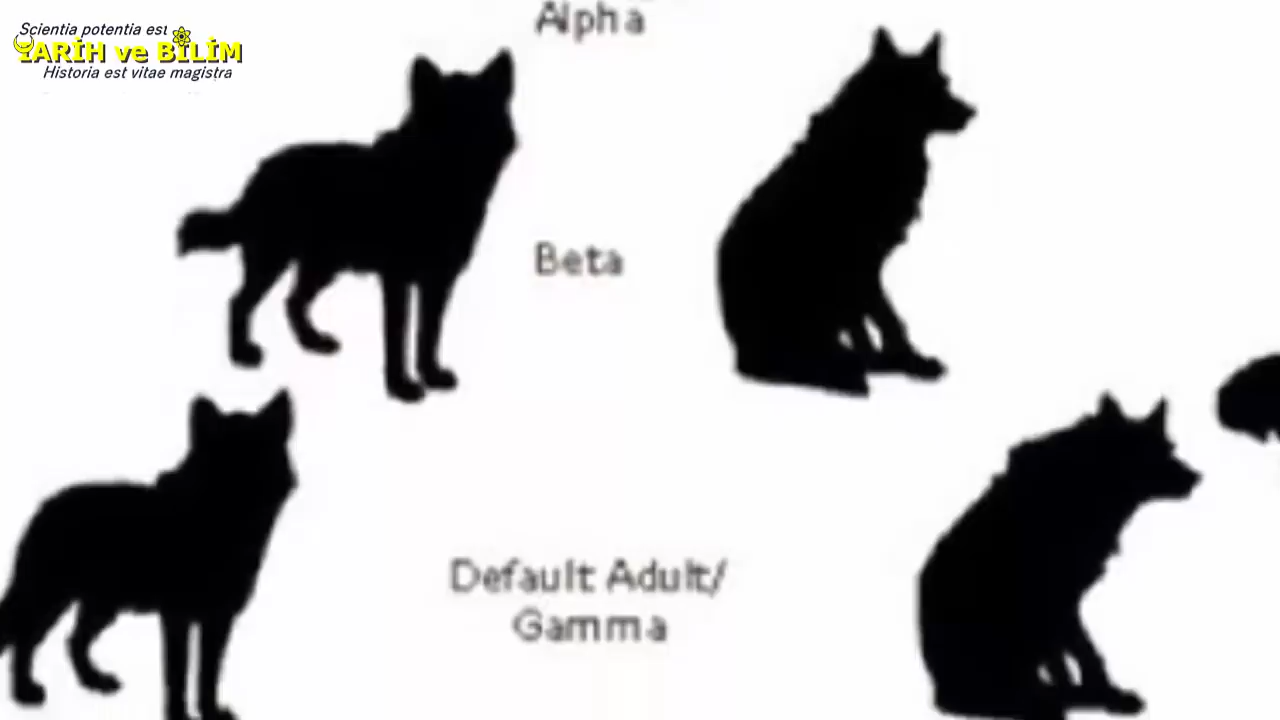 Scientia potentia est
TARİH ve BİLİM
Historia est vitae magistra
Alpha
Beta
Default Adult/
Gamma